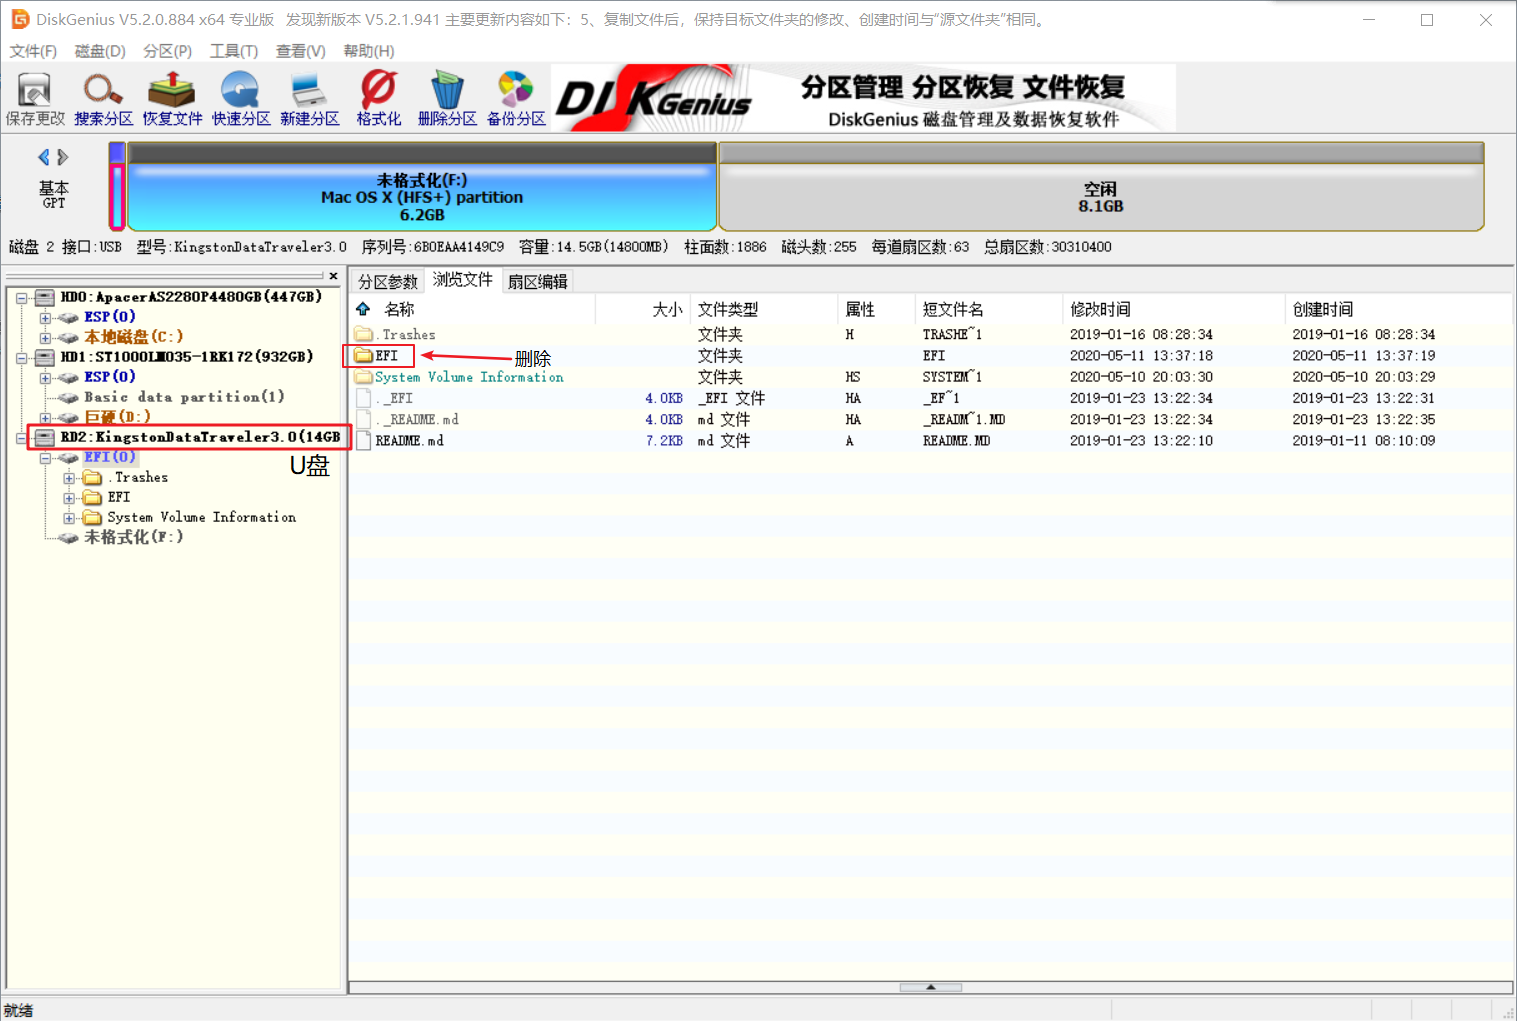 DiskGenius V5.2.0.884 x64 专业版 发现新版本 V5.2.1.941 主要更新内容如下：5、复制文件后，保持目标文件夹的修改、创建时间与“源文件夹”相同。
文件(F) 磁盘(D) 分区(P) 工具(T) 查看(V) 帮助(H)
保存更改 搜索分区 恢复文件 快速分区 新建分区 格式化 删除分区 备份分区
DISKGenius
分区管理 分区恢复 文件恢复
DiskGenius 磁盘管理及数据恢复软件
基本
GPT
未格式化(F:)
Mac OS X (HFS+) partition
6.2GB
空闲
8.1GB
磁盘 2 接口:USB 型号:KingstonDataTraveler3.0 序列号:6B0EAA4149C9 容量:14.5GB(14800MB) 柱面数:1886 磁头数:255 每道扇区数:63 总扇区数:30310400
HD0:ApacerAS2280P4480GB(447GB)
ESP(0)
本地磁盘(C:)
HD1:ST1000LM035-1RK172(932GB)
ESP(0)
Basic data partition(1)
巨硬(D:)
RD2:KingstonDataTraveler3.0(14GB
EFI(0)
U盘
.Trashes
EFI
System Volume Information
未格式化(F:)
分区参数 浏览文件 扇区编辑
名称 大小 文件类型 属性 短文件名 修改时间 创建时间
.Trashes 文件夹 H TRASHE~1 2019-01-16 08:28:34 2019-01-16 08:28:34
EFI 文件夹 EFI 2020-05-11 13:37:18 2020-05-11 13:37:19
删除
System Volume Information 文件夹 HS SYSTEM~1 2020-05-10 20:03:30 2020-05-10 20:03:29
._EFI 4.0KB _EFI 文件 HA _EF~1 2019-01-23 13:22:34 2019-01-23 13:22:31
._README.md 4.0KB md 文件 HA _READM~1.MD 2019-01-23 13:22:34 2019-01-23 13:22:35
README.md 7.2KB md 文件 A README.MD 2019-01-23 13:22:10 2019-01-11 08:10:09
就绪